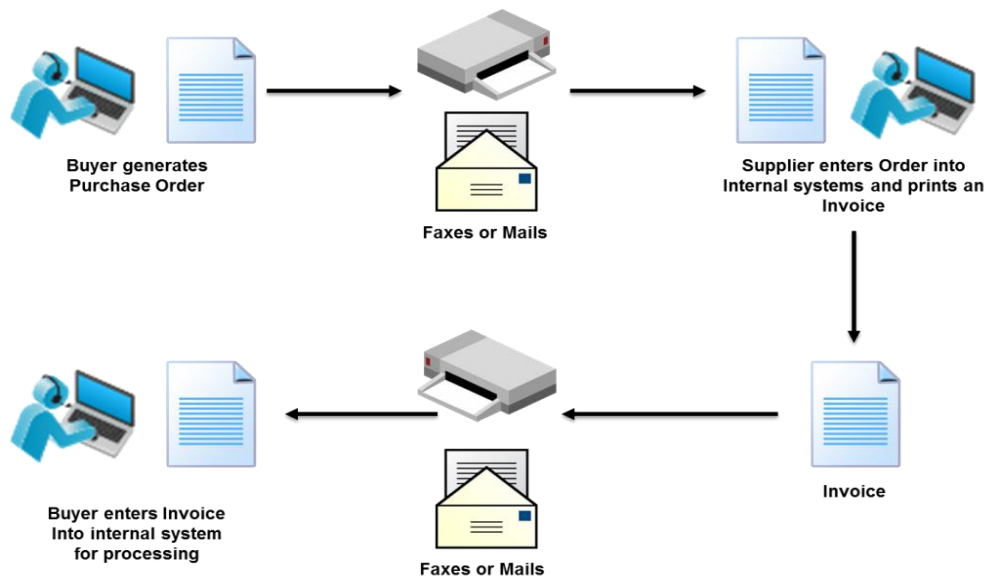 Buyer generates
Purchase Order
Faxes or Mails
Supplier enters Order into
Internal systems and prints an
Invoice
Invoice
Faxes or Mails
Buyer enters Invoice
Into internal system
for processing